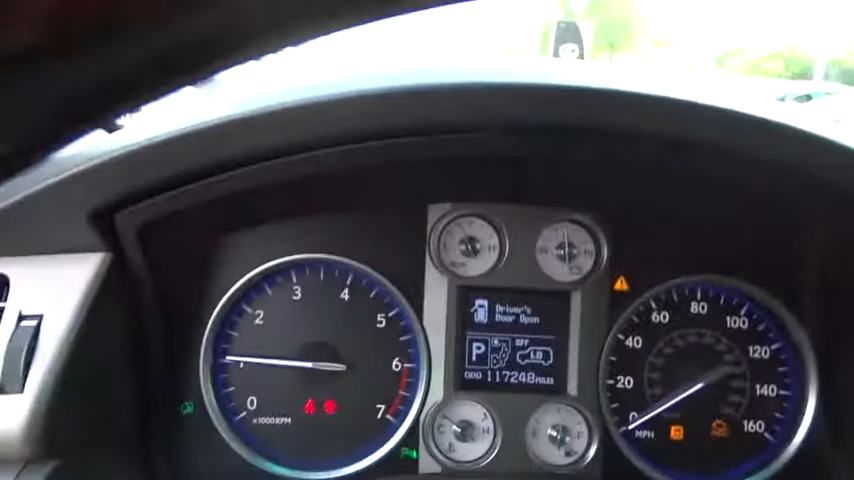 0
1
2
3
4
5
6
7
x1000 RPM
Driver's
Door Open
P
OFF
LO
ODO 117248 MILES
H
C
H
E
F
MPH
0
20
40
60
80
100
120
140
160